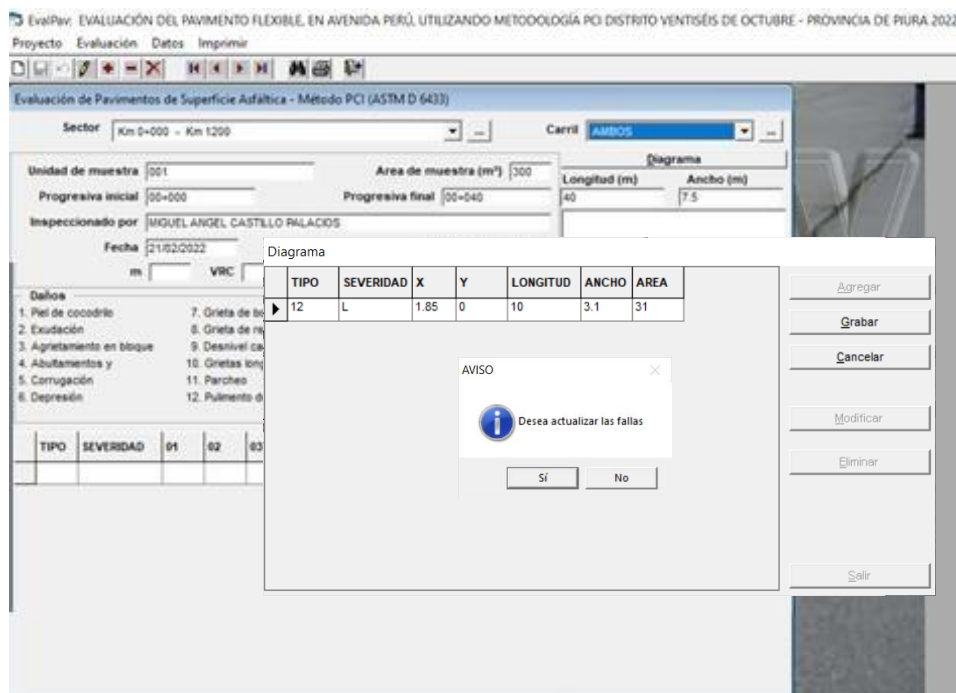 EvalPav: EVALUACIÓN DEL PAVIMENTO FLEXIBLE, EN AVENIDA PERÚ, UTILIZANDO METODOLOGÍA PCI DISTRITO VENTISÉIS DE OCTUBRE - PROVINCIA DE PIURA 2022
Proyecto Evaluación Datos Imprimir
Evaluación de Pavimentos de Superficie Asfáltica - Método PCI (ASTM D 6433)
Sector Km 0+000 - Km 1200 ... Carril AMBOS ...
Diagrama
Unidad de muestra 001 Area de muestra (m²) 300 Longitud (m) Ancho (m)
Progresiva inicial 00+000 Progresiva final 00+040 40 7.5
Inspeccionado por MIGUEL ANGEL CASTILLO PALACIOS
Fecha 21/02/2022
m VRC
Daños
1. Piel de cocodrilo 7. Grieta de bo
2. Exudación 8. Grieta de re
3. Agrietamiento en bloque 9. Desnivel ca
4. Abultamientos y 10. Grietas long
5. Corrugación 11. Parcheo
6. Depresión 12. Pulimento d
TIPO SEVERIDAD 01 02 03
Diagrama
TIPO SEVERIDAD X Y LONGITUD ANCHO AREA
12 L 1.85 0 10 3.1 31
AVISO
Desea actualizar las fallas
Sí No
Agregar
Grabar
Cancelar
Modificar
Eliminar
Salir